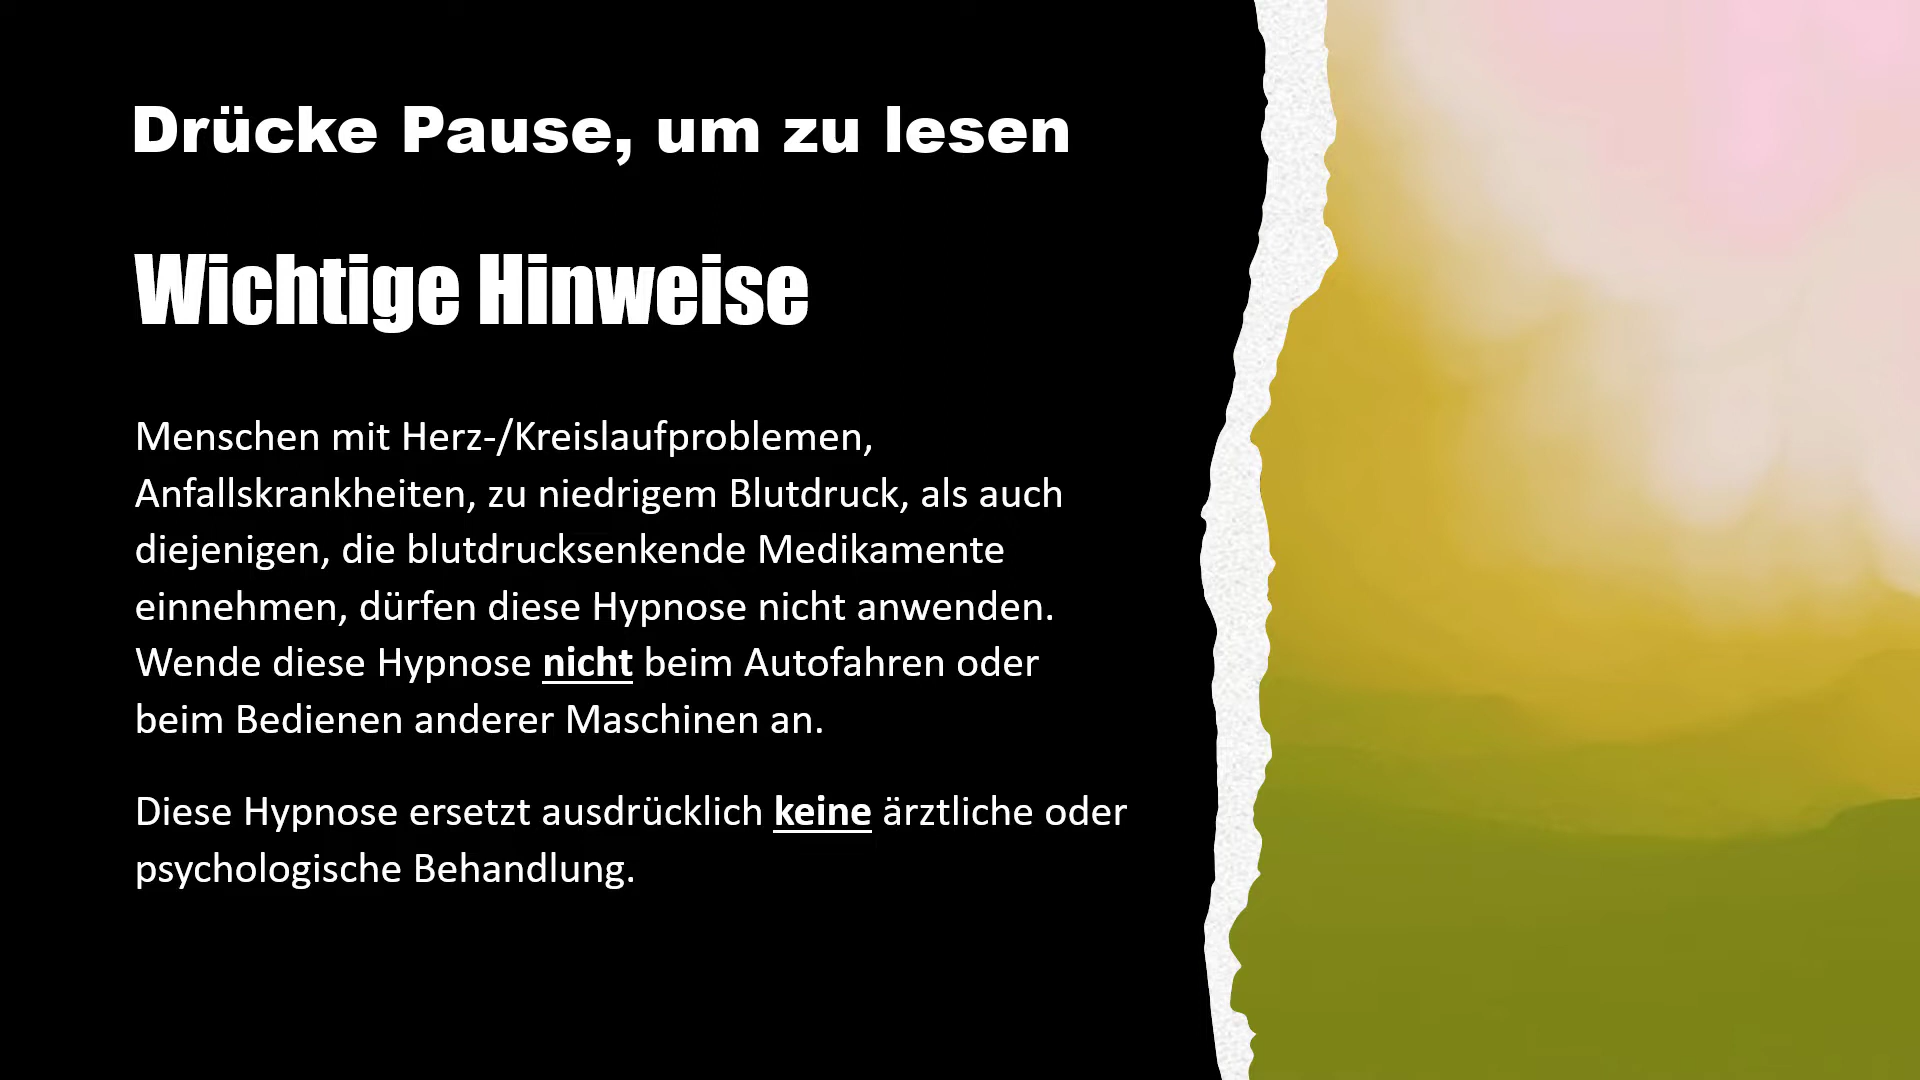 Drücke Pause, um zu lesen
Wichtige Hinweise
Menschen mit Herz-/Kreislaufproblemen,
Anfallskrankheiten, zu niedrigem Blutdruck, als auch
diejenigen, die blutdrucksenkende Medikamente
einnehmen, dürfen diese Hypnose nicht anwenden.
Wende diese Hypnose nicht beim Autofahren oder
beim Bedienen anderer Maschinen an.
Diese Hypnose ersetzt ausdrücklich keine ärztliche oder
psychologische Behandlung.